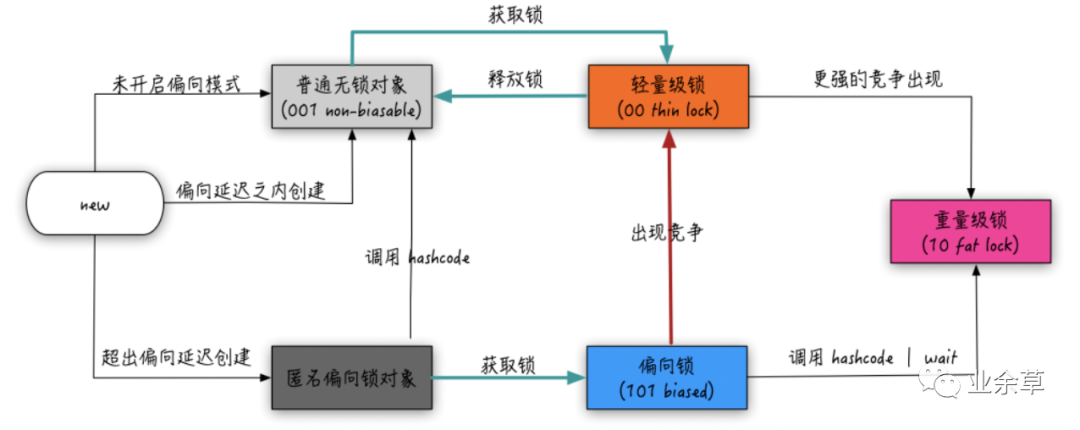 获取锁
未开启偏向模式
普通无锁对象
(001 non-biasable)
释放锁
轻量级锁
(00 thin lock)
更强的竞争出现
new
偏向延迟之内创建
重量级锁
(10 fat lock)
出现竞争
调用 hashcode
超出偏向延迟创建
匿名偏向锁对象
获取锁
偏向锁
(101 biased)
调用 hashcode | wait
业余草